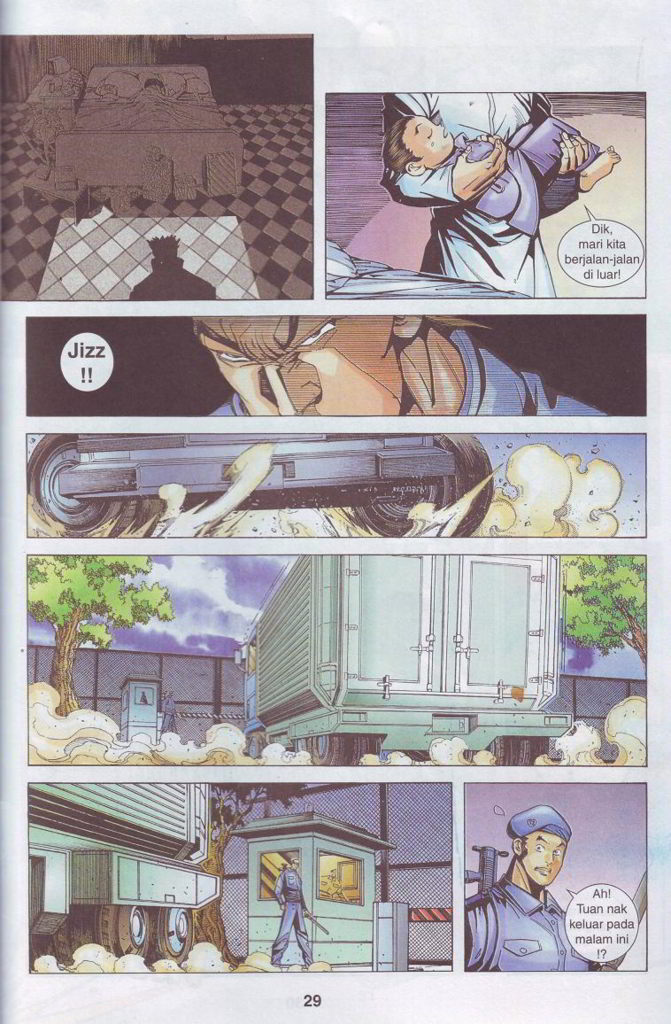 Dik,
mari kita
berjalan-jalan
di luar!
Jizz
!!
Ah!
Tuan nak
keluar pada
malam ini
!?
29